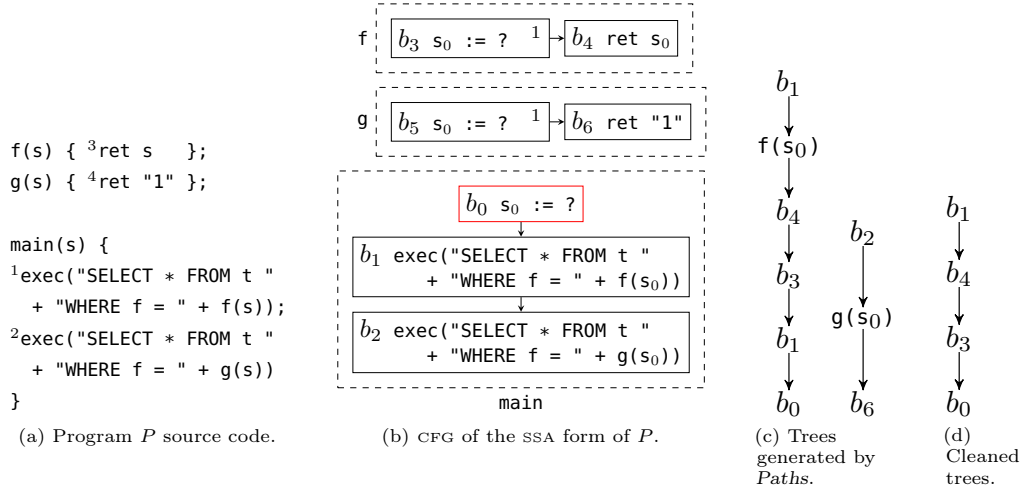 f(s) { ³ret s };
g(s) { ⁴ret "1" };
main(s) {
¹exec("SELECT * FROM t "
+ "WHERE f = " + f(s));
²exec("SELECT * FROM t "
+ "WHERE f = " + g(s))
}
(a) Program P source code.
f
b₃ s₀ := ? ¹
b₄ ret s₀
g
b₅ s₀ := ? ¹
b₆ ret "1"
b₀ s₀ := ?
b₁ exec("SELECT * FROM t "
+ "WHERE f = " + f(s₀))
b₂ exec("SELECT * FROM t "
+ "WHERE f = " + g(s₀))
main
(b) CFG of the SSA form of P.
b₁
f(s₀)
b₄
b₃
b₁
b₀
b₂
g(s₀)
b₆
(c) Trees
generated by
Paths.
b₁
b₄
b₃
b₀
(d)
Cleaned
trees.